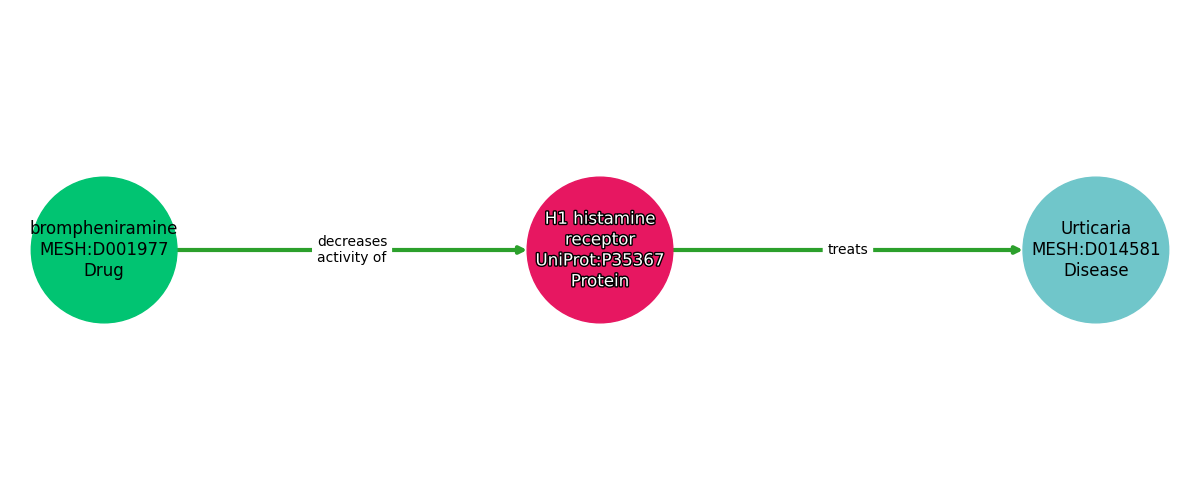 brompheniramine
MESH:D001977
Drug
decreases
activity of
H1 histamine
receptor
UniProt:P35367
Protein
treats
Urticaria
MESH:D014581
Disease